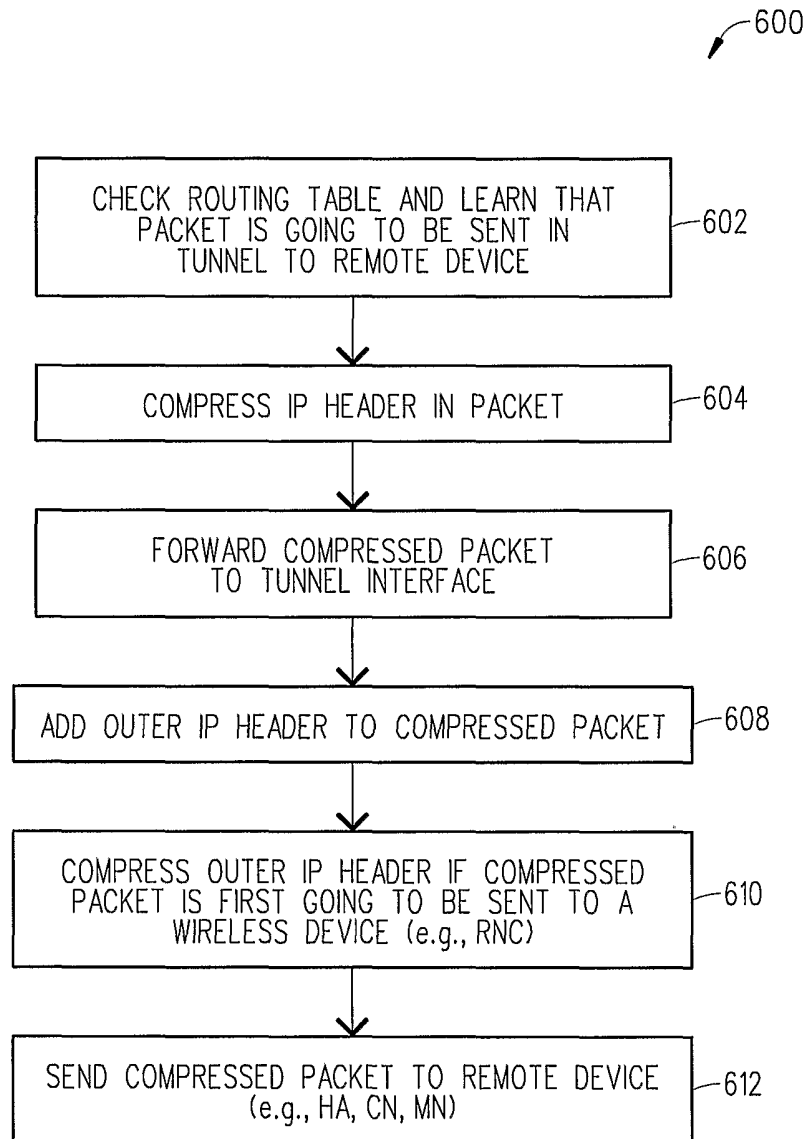 600
CHECK ROUTING TABLE AND LEARN THAT
PACKET IS GOING TO BE SENT IN
TUNNEL TO REMOTE DEVICE
602
COMPRESS IP HEADER IN PACKET
604
FORWARD COMPRESSED PACKET
TO TUNNEL INTERFACE
606
ADD OUTER IP HEADER TO COMPRESSED PACKET
608
COMPRESS OUTER IP HEADER IF COMPRESSED
PACKET IS FIRST GOING TO BE SENT TO A
WIRELESS DEVICE (e.g., RNC)
610
SEND COMPRESSED PACKET TO REMOTE DEVICE
(e.g., HA, CN, MN)
612